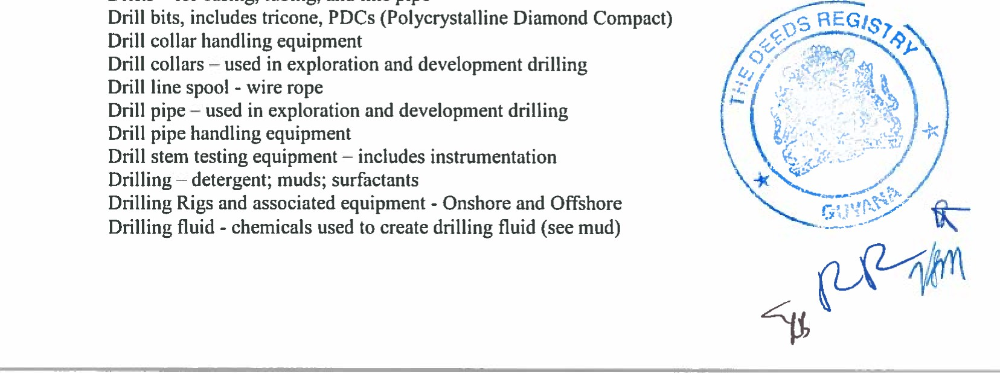 Drill bits, includes tricone, PDCs (Polycrystalline Diamond Compact)
Drill collar handling equipment
Drill collars – used in exploration and development drilling
Drill line spool - wire rope
Drill pipe – used in exploration and development drilling
Drill pipe handling equipment
Drill stem testing equipment – includes instrumentation
Drilling – detergent; muds; surfactants
Drilling Rigs and associated equipment - Onshore and Offshore
Drilling fluid - chemicals used to create drilling fluid (see mud)
THE DEEDS REGISTRY
GUYANA
RR